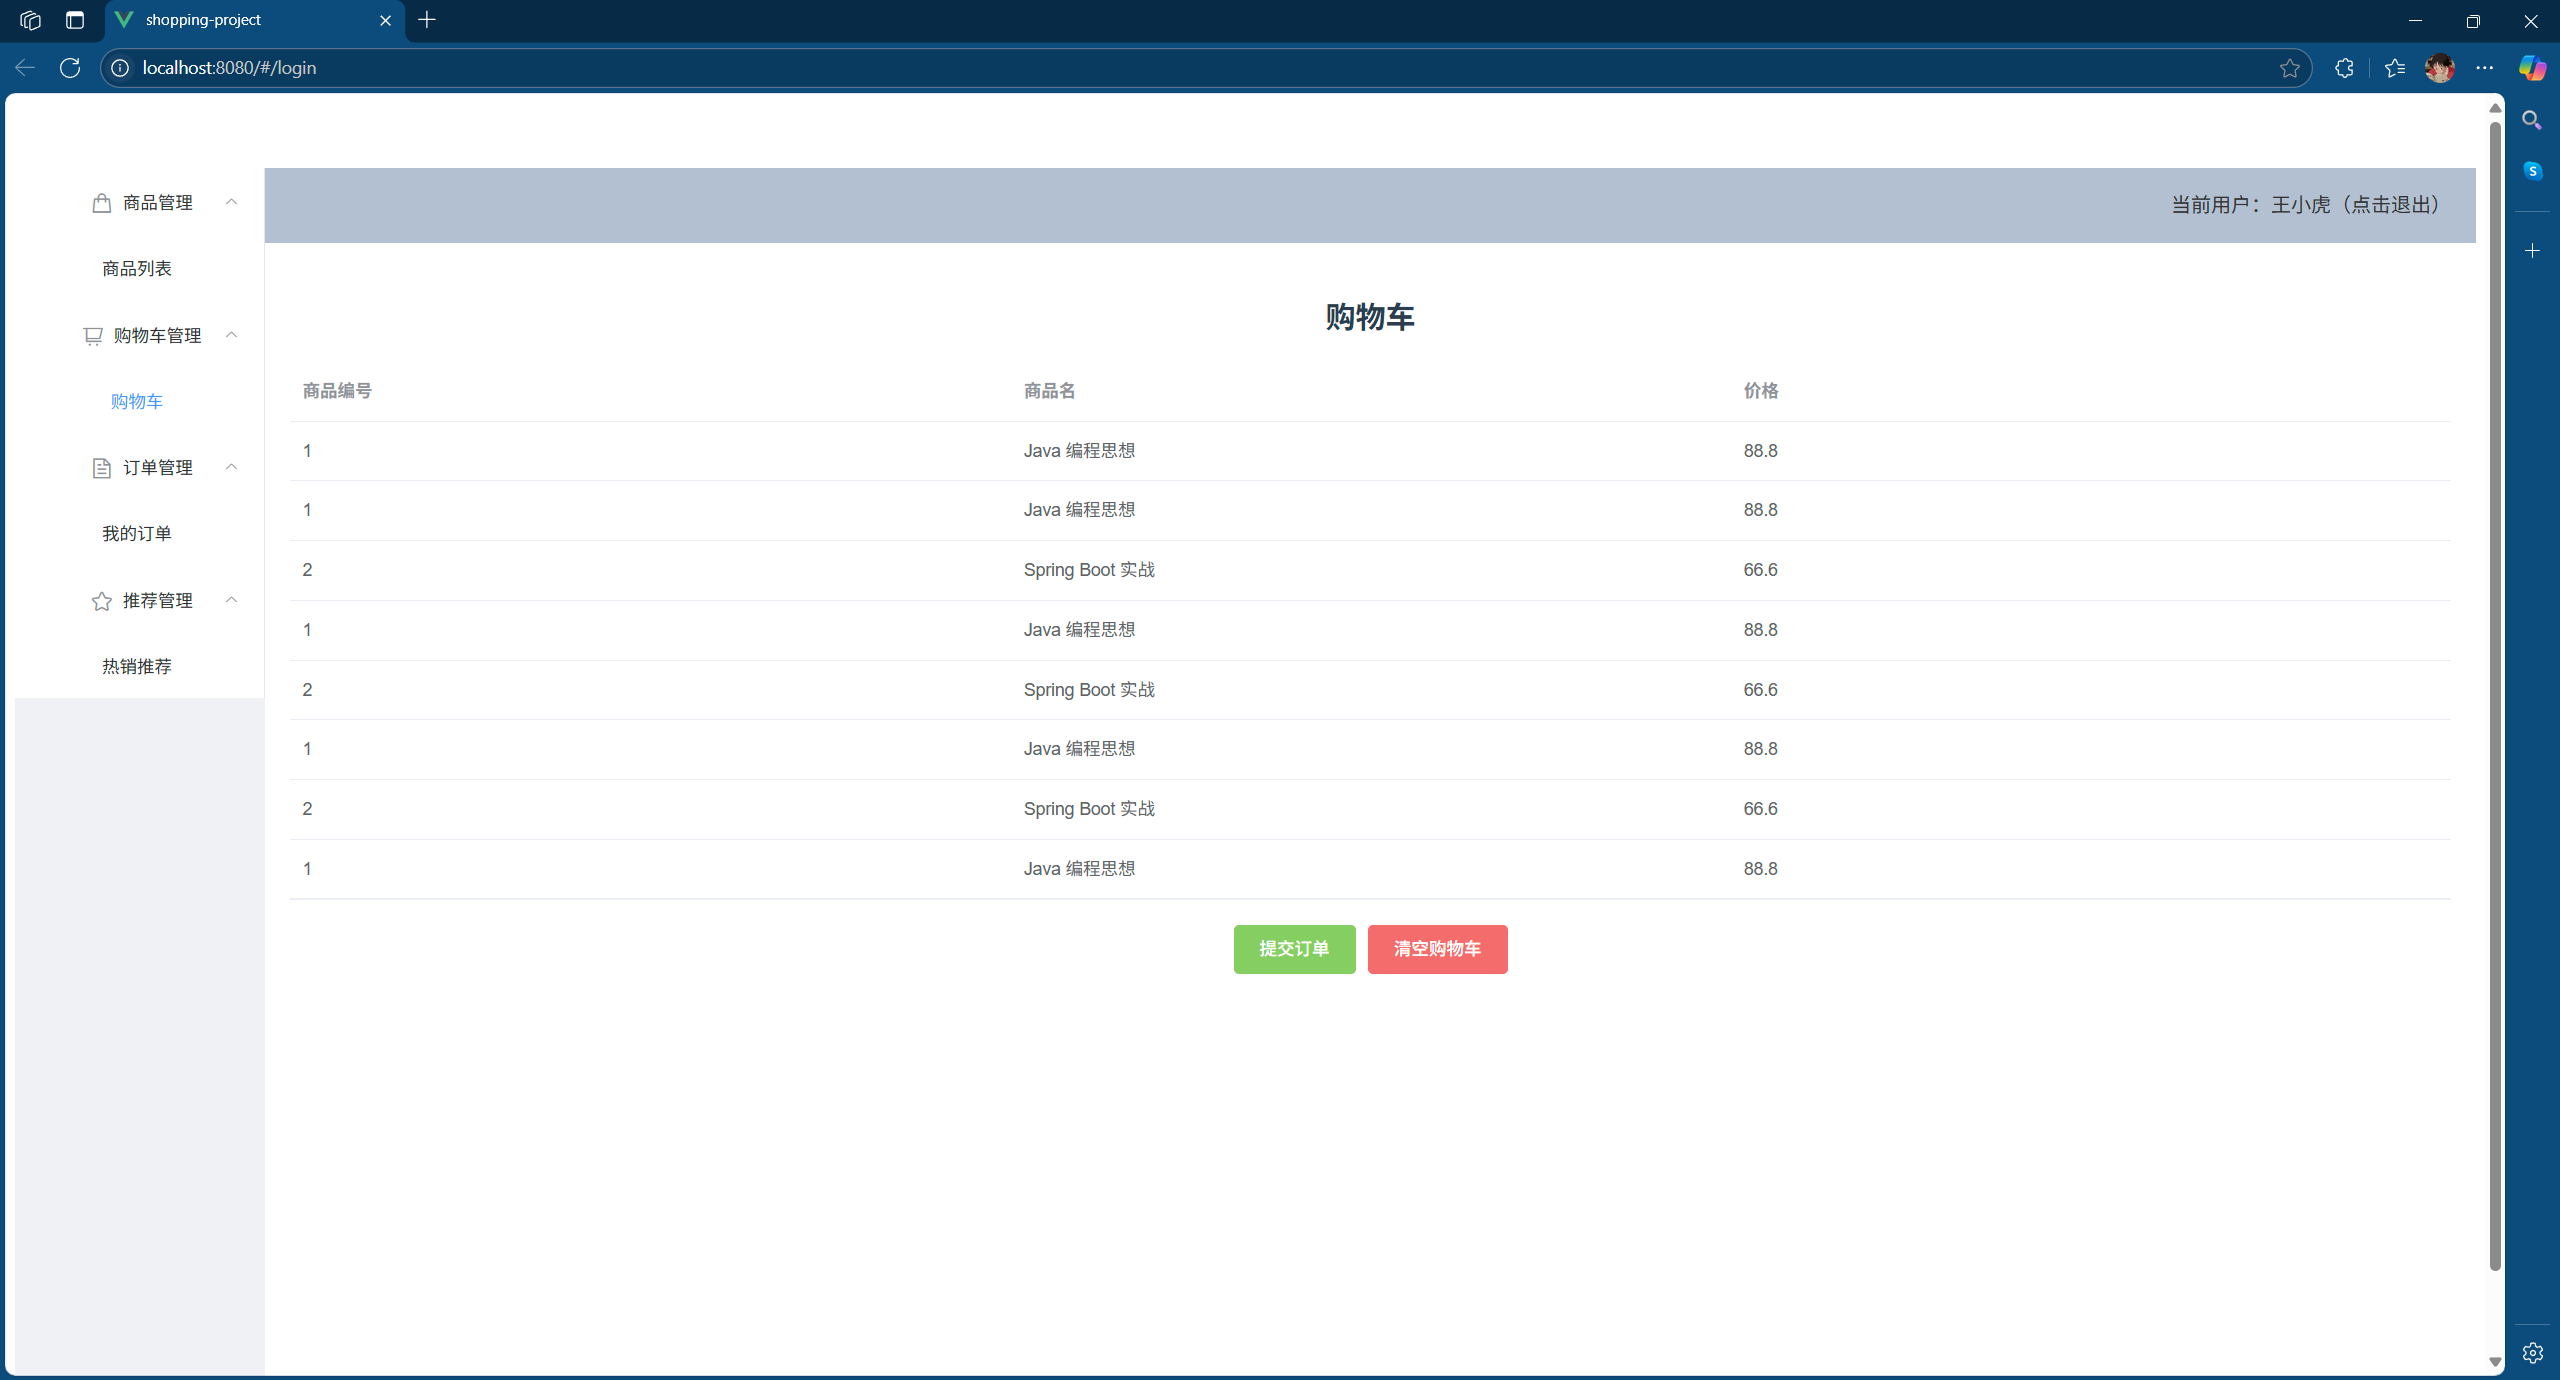 shopping-project
localhost:8080/#/login
当前用户：王小虎（点击退出）
商品管理
商品列表
购物车管理
购物车
订单管理
我的订单
推荐管理
热销推荐
购物车
商品编号 商品名 价格
1 Java 编程思想 88.8
1 Java 编程思想 88.8
2 Spring Boot 实战 66.6
1 Java 编程思想 88.8
2 Spring Boot 实战 66.6
1 Java 编程思想 88.8
2 Spring Boot 实战 66.6
1 Java 编程思想 88.8
提交订单 清空购物车